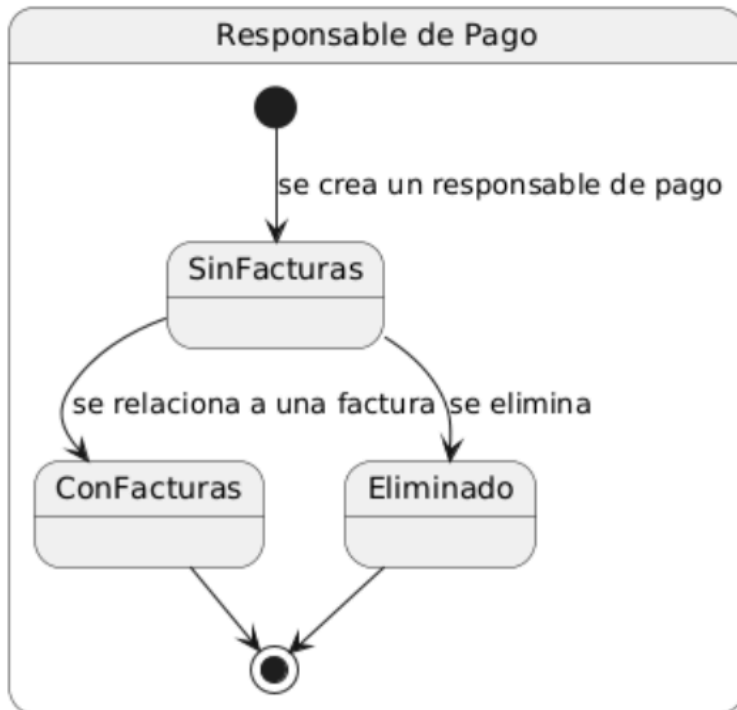 Responsable de Pago
se crea un responsable de pago
SinFacturas
se relaciona a una factura
se elimina
ConFacturas
Eliminado